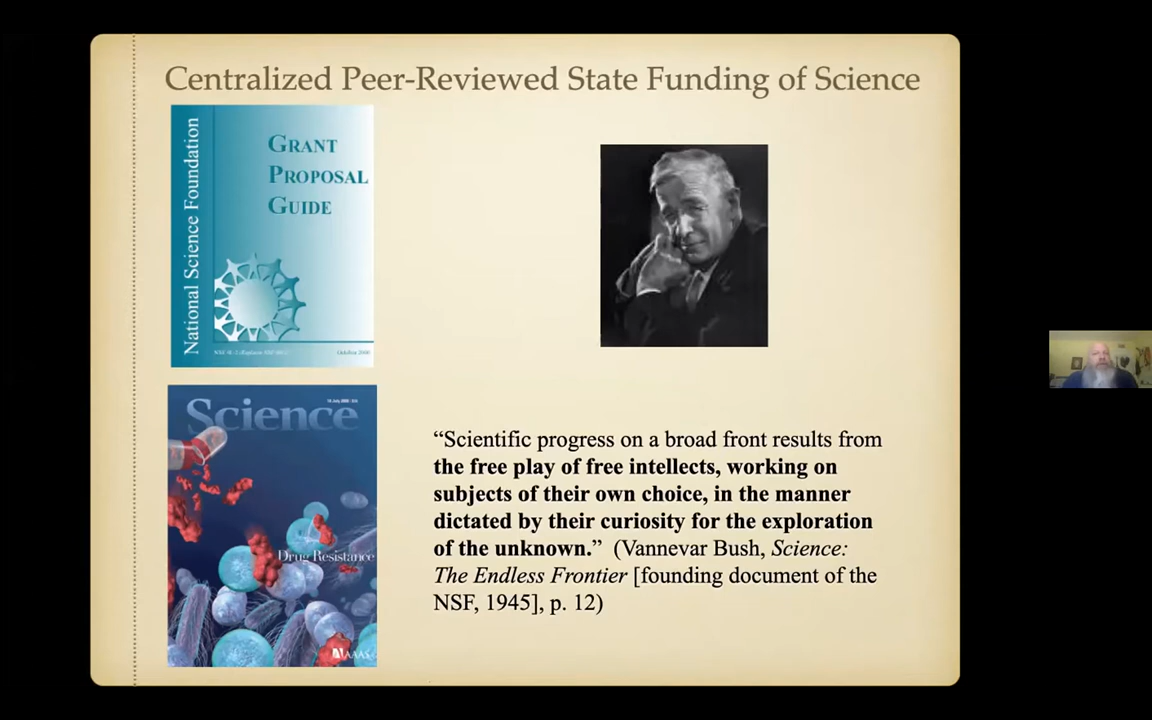 Centralized Peer-Reviewed State Funding of Science
National Science Foundation
GRANT
PROPOSAL
GUIDE
October 2000
Science
Drug Resistance
AAAS
“Scientific progress on a broad front results from
the free play of free intellects, working on
subjects of their own choice, in the manner
dictated by their curiosity for the exploration
of the unknown.” (Vannevar Bush, Science:
The Endless Frontier [founding document of the
NSF, 1945], p. 12)